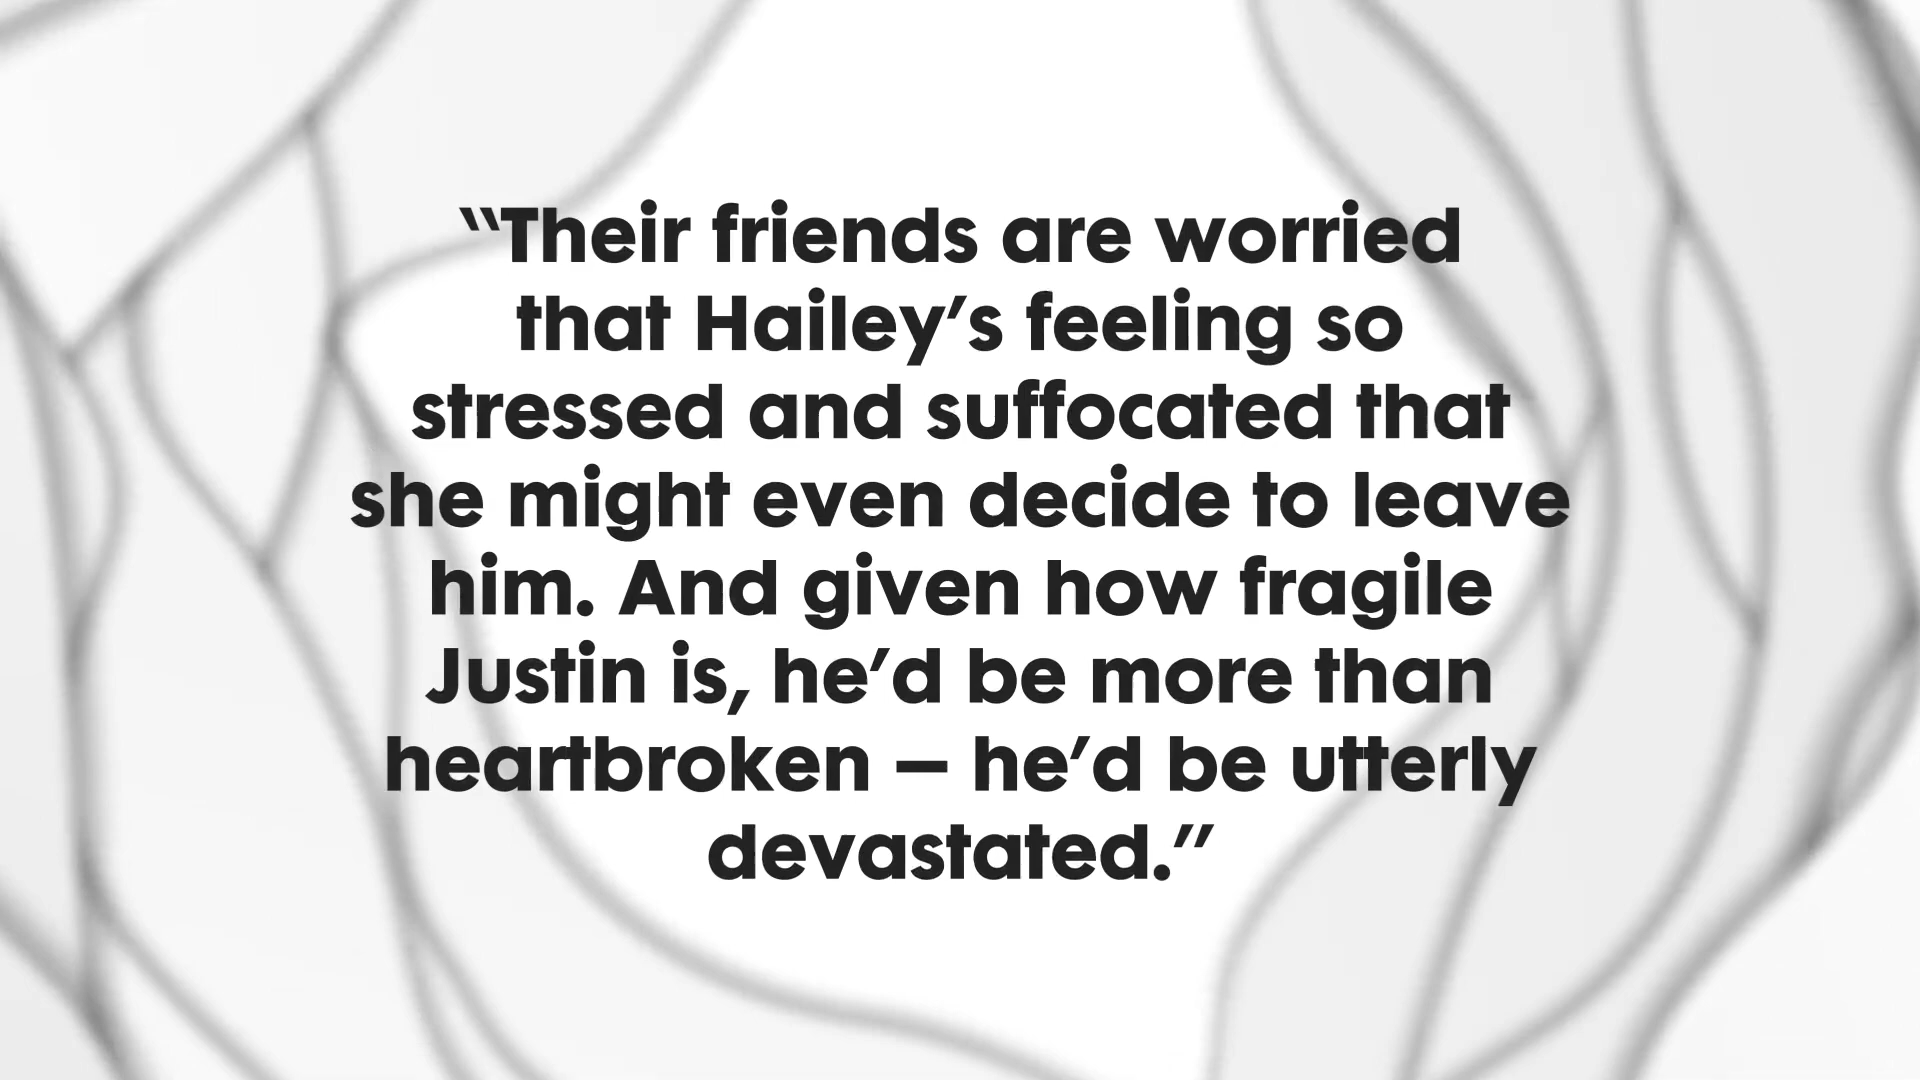 “Their friends are worried
that Hailey’s feeling so
stressed and suffocated that
she might even decide to leave
him. And given how fragile
Justin is, he’d be more than
heartbroken – he’d be utterly
devastated.”